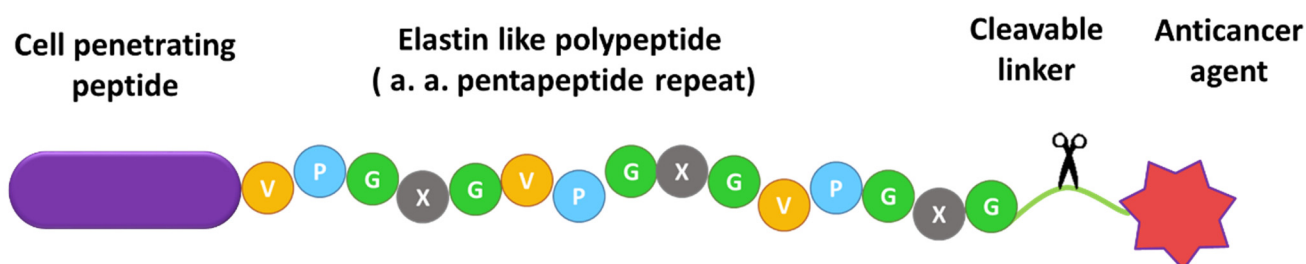 Cell penetrating
peptide
Elastin like polypeptide
( a. a. pentapeptide repeat)
Cleavable
linker
Anticancer
agent
V P G X G V P G X G V P G X G